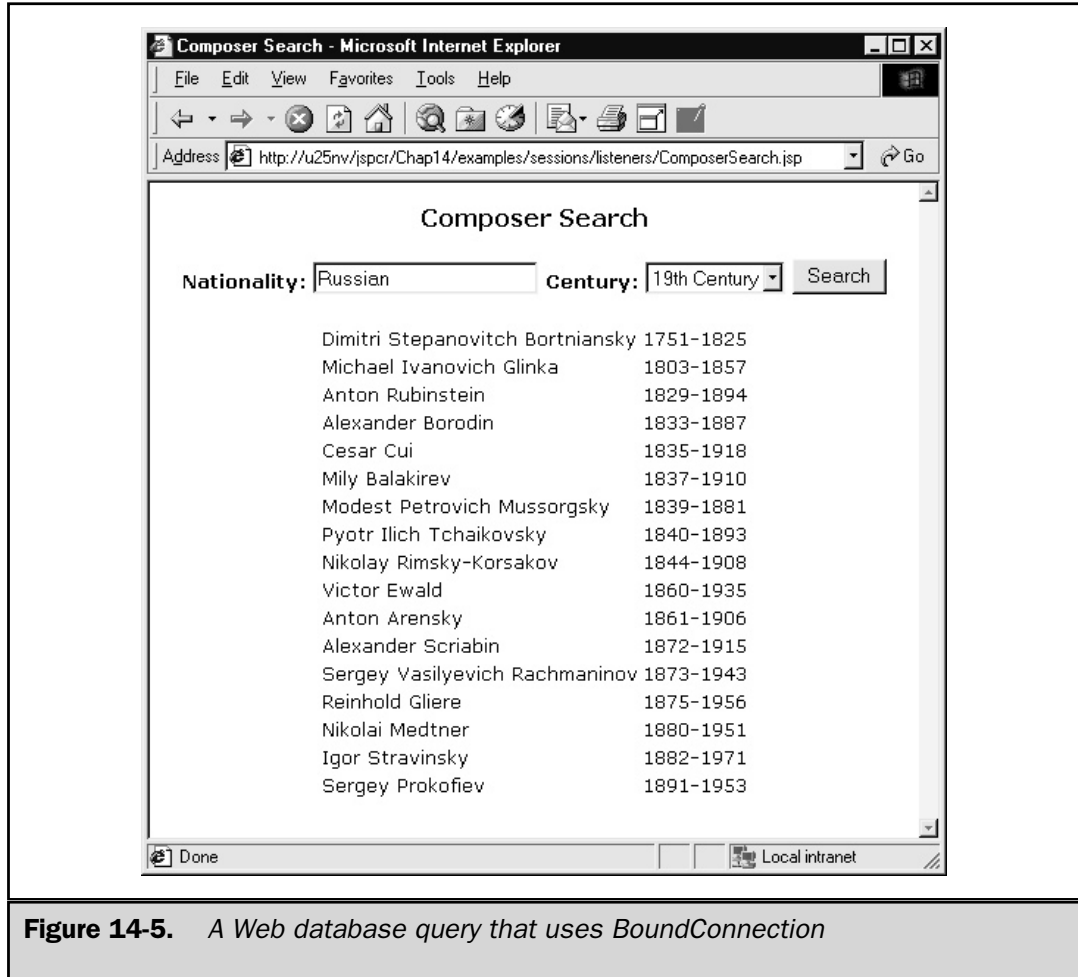 Composer Search - Microsoft Internet Explorer
File Edit View Favorites Tools Help
Address http://u25nv/jspcr/Chap14/examples/sessions/listeners/ComposerSearch.jsp Go
Composer Search
Nationality: Russian Century: 19th Century Search
Dimitri Stepanovitch Bortniansky 1751-1825
Michael Ivanovich Glinka 1803-1857
Anton Rubinstein 1829-1894
Alexander Borodin 1833-1887
Cesar Cui 1835-1918
Mily Balakirev 1837-1910
Modest Petrovich Mussorgsky 1839-1881
Pyotr Ilich Tchaikovsky 1840-1893
Nikolay Rimsky-Korsakov 1844-1908
Victor Ewald 1860-1935
Anton Arensky 1861-1906
Alexander Scriabin 1872-1915
Sergey Vasilyevich Rachmaninov 1873-1943
Reinhold Gliere 1875-1956
Nikolai Medtner 1880-1951
Igor Stravinsky 1882-1971
Sergey Prokofiev 1891-1953
Done Local intranet
Figure 14-5. A Web database query that uses BoundConnection